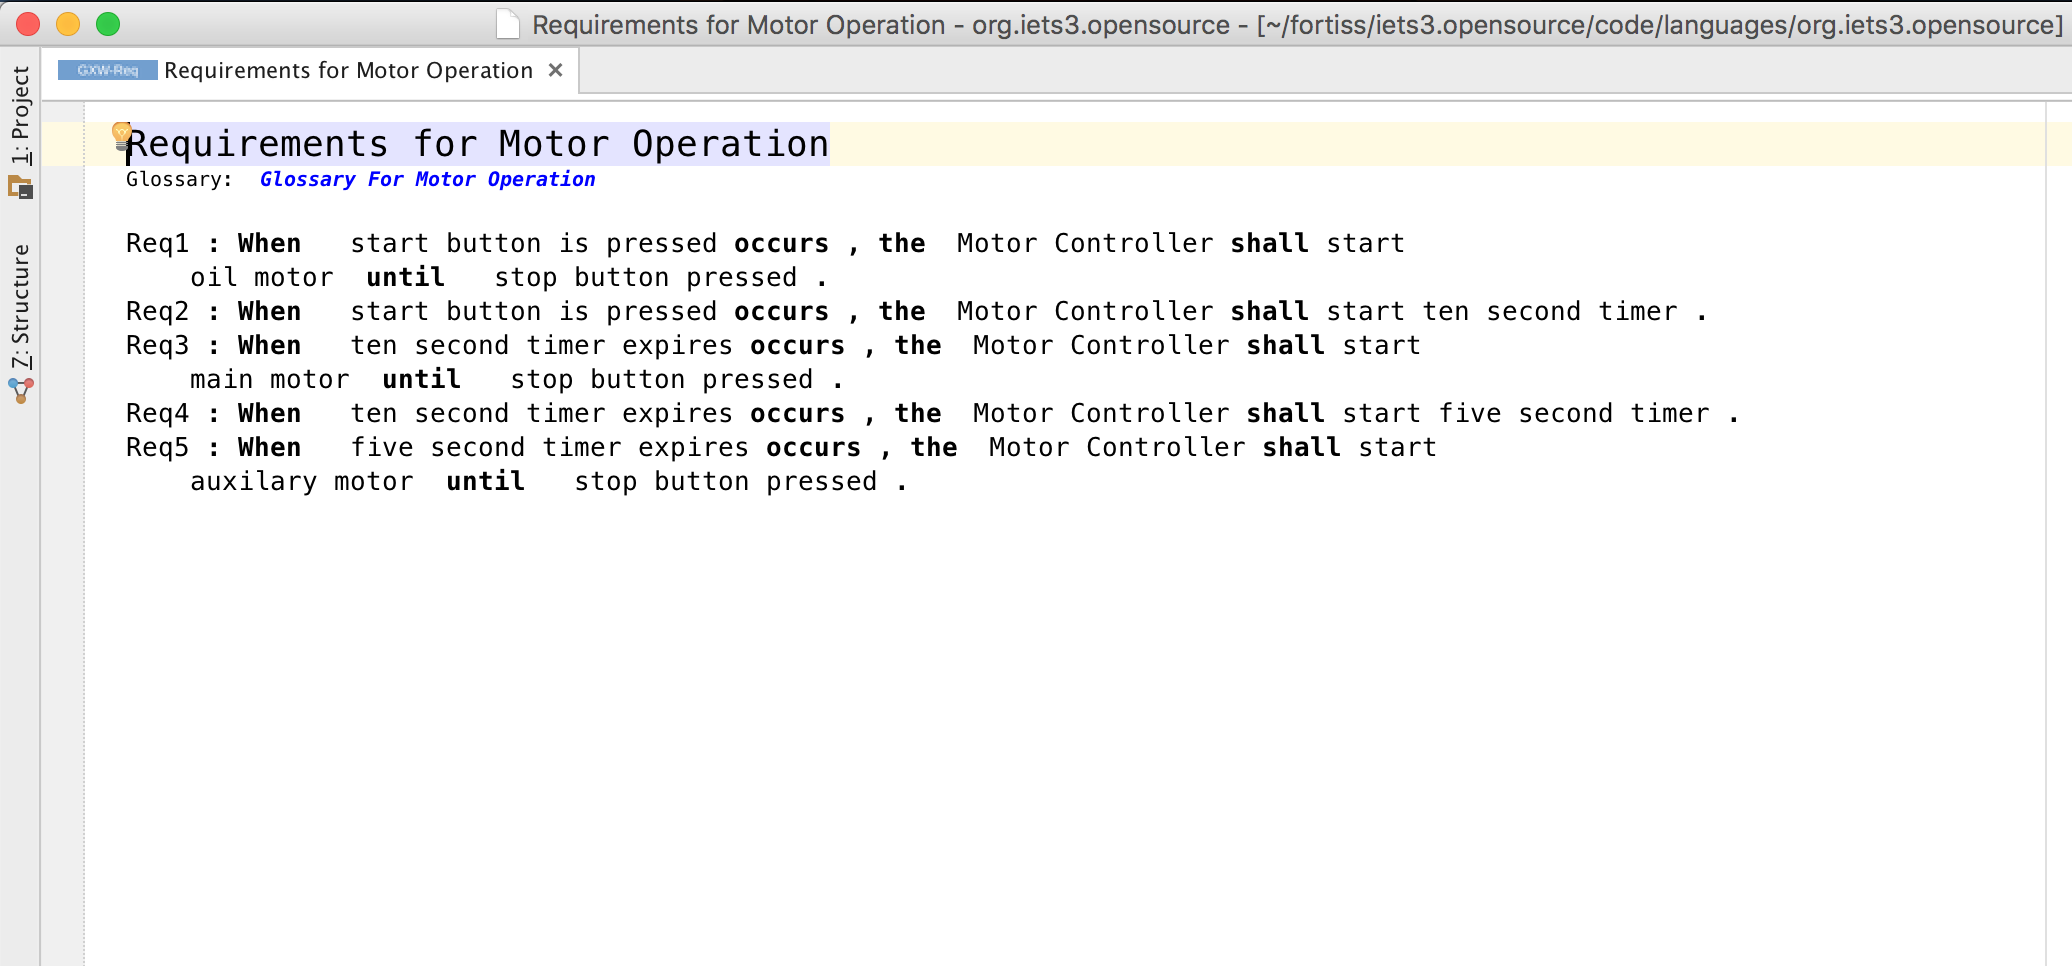 Requirements for Motor Operation - org.iets3.opensource - [~/fortiss/iets3.opensource/code/languages/org.iets3.opensource]
GXW-Req Requirements for Motor Operation ×
1: Project
7: Structure
Requirements for Motor Operation
Glossary: Glossary For Motor Operation
Req1 : When start button is pressed occurs , the Motor Controller shall start
oil motor until stop button pressed .
Req2 : When start button is pressed occurs , the Motor Controller shall start ten second timer .
Req3 : When ten second timer expires occurs , the Motor Controller shall start
main motor until stop button pressed .
Req4 : When ten second timer expires occurs , the Motor Controller shall start five second timer .
Req5 : When five second timer expires occurs , the Motor Controller shall start
auxilary motor until stop button pressed .